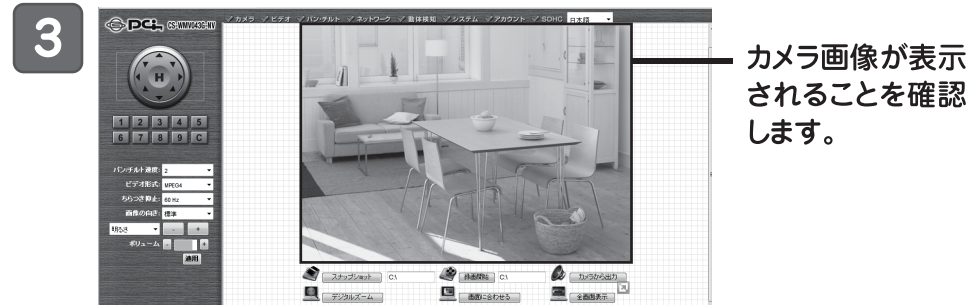 3
PCi CS-WMV043G-NV
カメラ ビデオ パン・チルト ネットワーク 動体検知 システム アカウント SDHC 日本語
カメラ画像が表示
されることを確認
します。
H
1 2 3 4 5
6 7 8 9 C
パン・チルト速度: 2
ビデオ形式: MPEG4
ちらつき抑止: 60 Hz
画像の向き: 標準
明るさ - +
ボリューム - +
適用
スナップショット C:\ 録画開始 C:\ カメラから出力
デジタルズーム 画面に合わせる 全画面表示